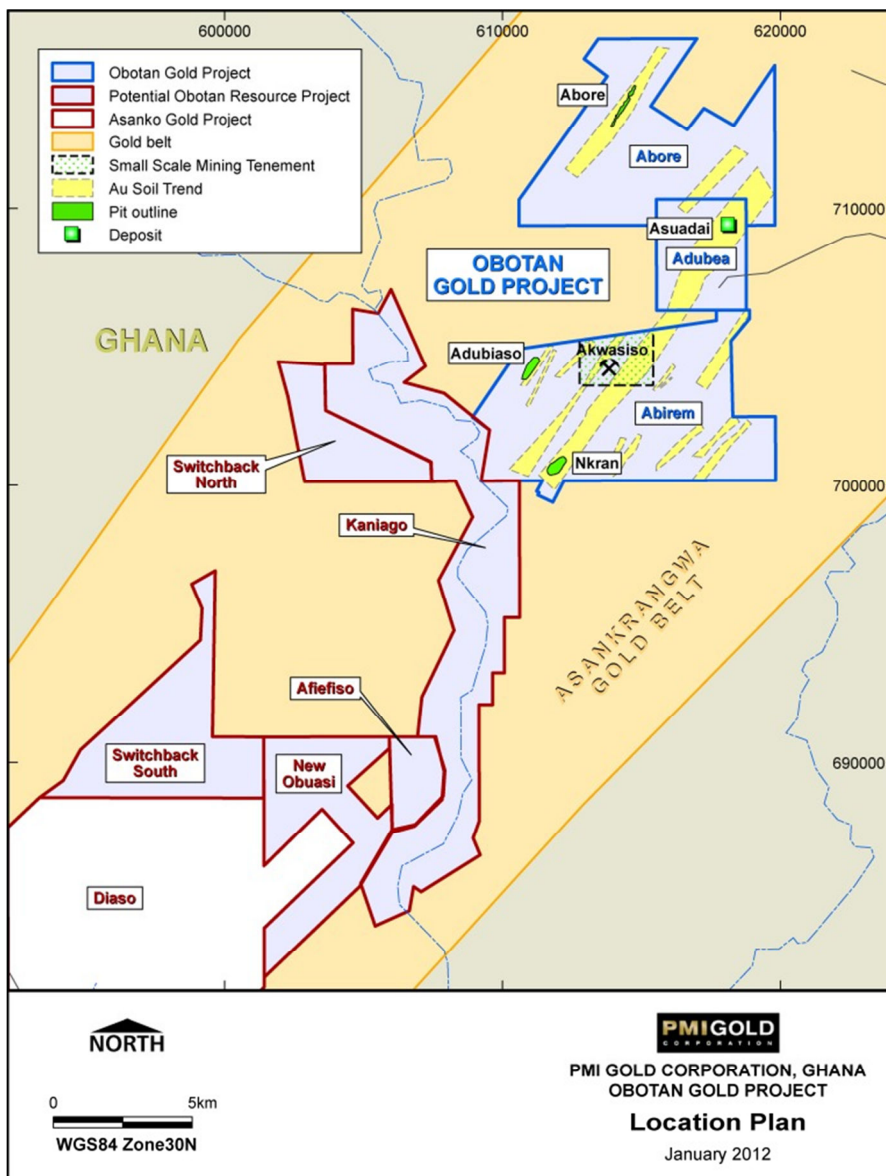 600000
610000
620000
Obotan Gold Project
Potential Obotan Resource Project
Asanko Gold Project
Gold belt
Small Scale Mining Tenement
Au Soil Trend
Pit outline
Deposit
Abore
Abore
710000
Asuadai
Adubea
OBOTAN
GOLD PROJECT
GHANA
Adubiaso
Akwasiso
Abirem
Switchback
North
Nkran
700000
Kaniago
ASANKRANGWA
GOLD BELT
Afiefiso
Switchback
South
New
Obuasi
690000
Diaso
NORTH
0 5km
WGS84 Zone30N
PMIGOLD
CORPORATION
PMI GOLD CORPORATION, GHANA
OBOTAN GOLD PROJECT
Location Plan
January 2012